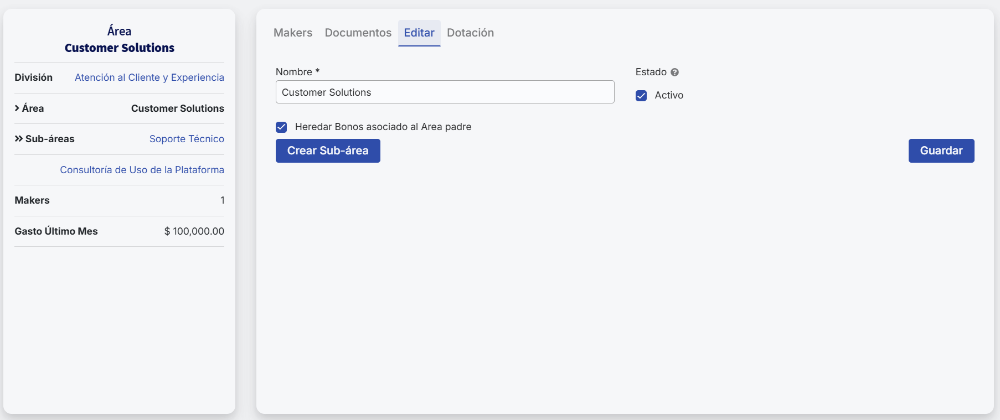 Área
Customer Solutions
División Atención al Cliente y Experiencia
Área Customer Solutions
Sub-áreas Soporte Técnico
Consultoría de Uso de la Plataforma
Makers 1
Gasto Último Mes $ 100,000.00
Makers Documentos Editar Dotación
Nombre * Estado
Customer Solutions Activo
Heredar Bonos asociado al Area padre
Crear Sub-área Guardar